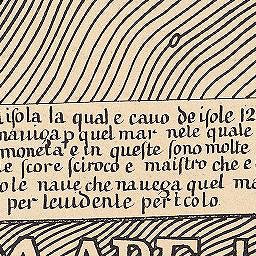 isola la qual e cauo de isole 12
nauiga p quel mar nele quale
moneta e in queste sono molte
e score sciroco e maistro che e
ole naue che nauega quel ma
per leuidente pericolo
MARE